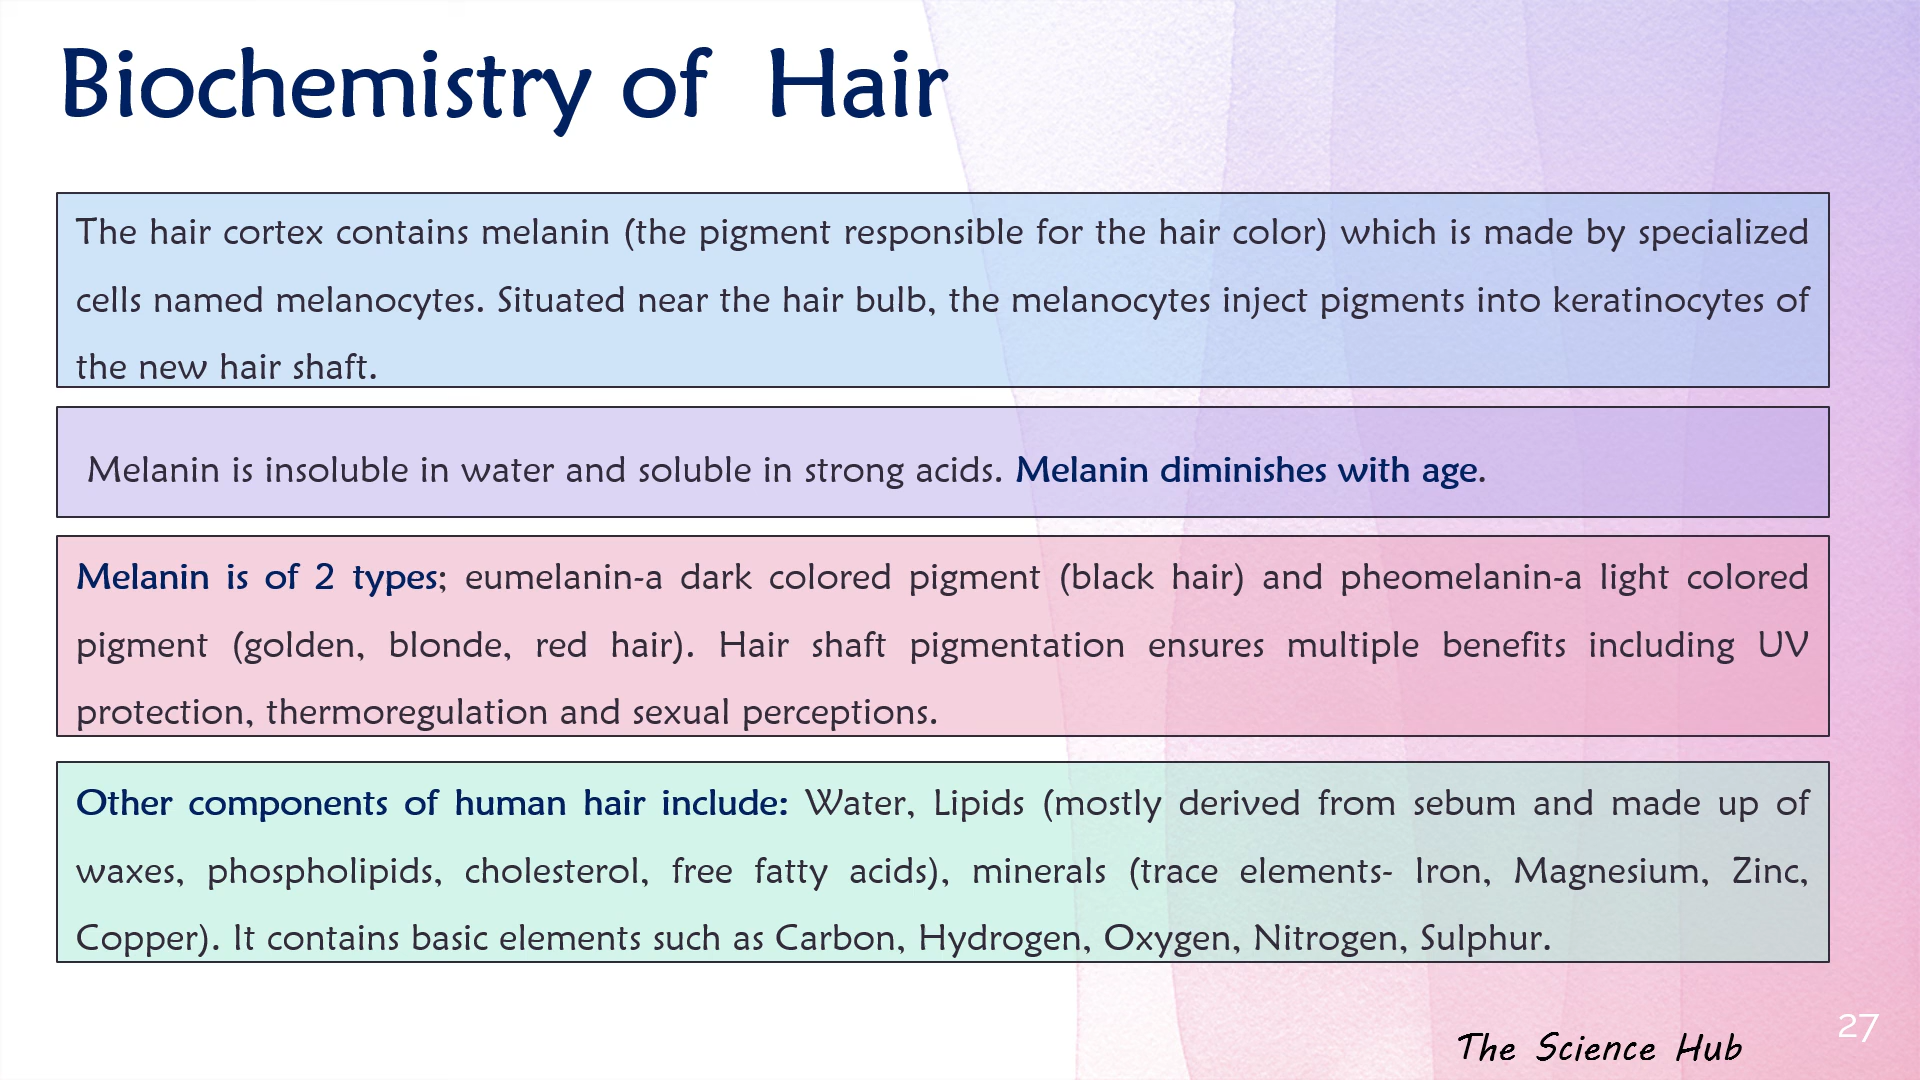 Biochemistry of  Hair
The hair cortex contains melanin (the pigment responsible for the hair color) which is made by specialized
cells named melanocytes. Situated near the hair bulb, the melanocytes inject pigments into keratinocytes of
the new hair shaft.
Melanin is insoluble in water and soluble in strong acids. Melanin diminishes with age.
Melanin is of 2 types; eumelanin-a dark colored pigment (black hair) and pheomelanin-a light colored
pigment (golden, blonde, red hair). Hair shaft pigmentation ensures multiple benefits including UV
protection, thermoregulation and sexual perceptions.
Other components of human hair include: Water, Lipids (mostly derived from sebum and made up of
waxes, phospholipids, cholesterol, free fatty acids), minerals (trace elements- Iron, Magnesium, Zinc,
Copper). It contains basic elements such as Carbon, Hydrogen, Oxygen, Nitrogen, Sulphur.
27
The Science Hub